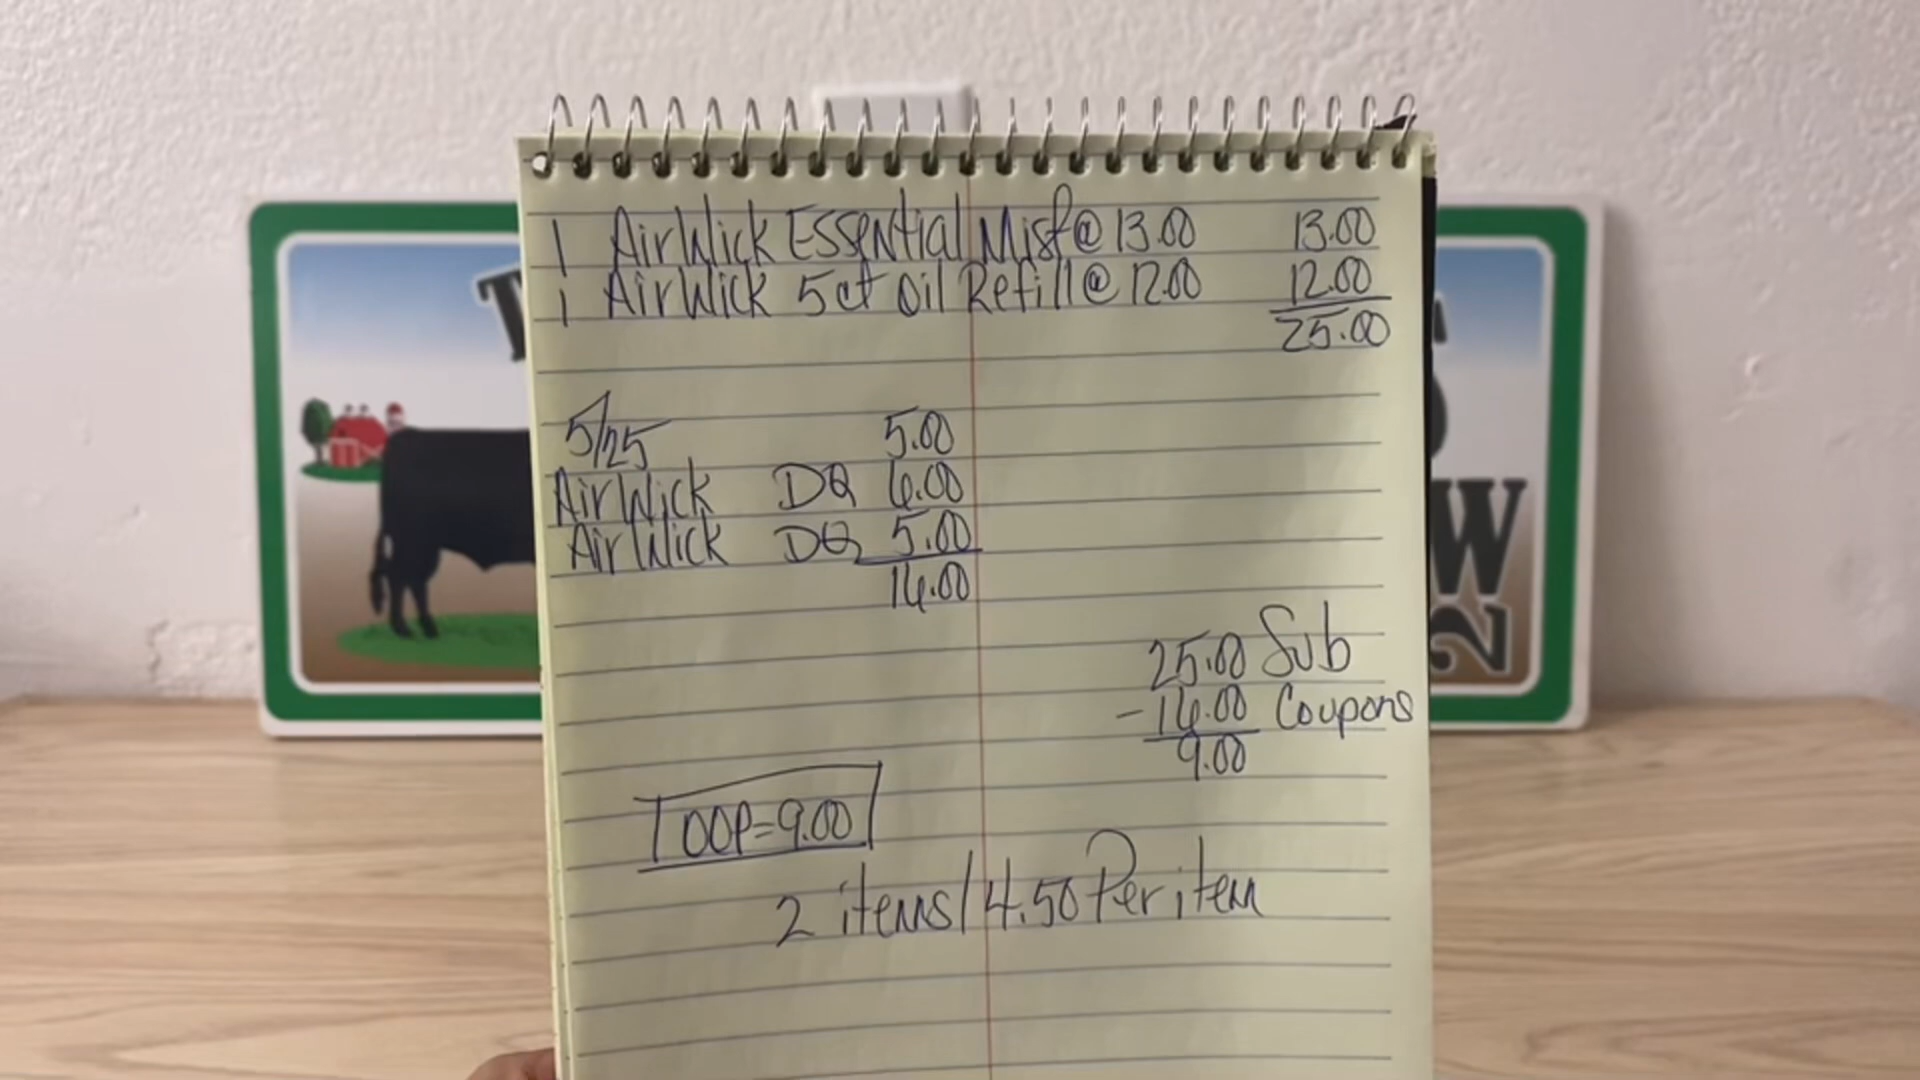 1 AirWick Essential Mist @ 13.00 13.00
1 AirWick 5ct Oil Refill @ 12.00 12.00
25.00
5/25 5.00
AirWick DQ 6.00
AirWick DQ 5.00
16.00
25.00 Sub
-16.00 Coupons
9.00
OOP=9.00
2 items/4.50 Per item
W